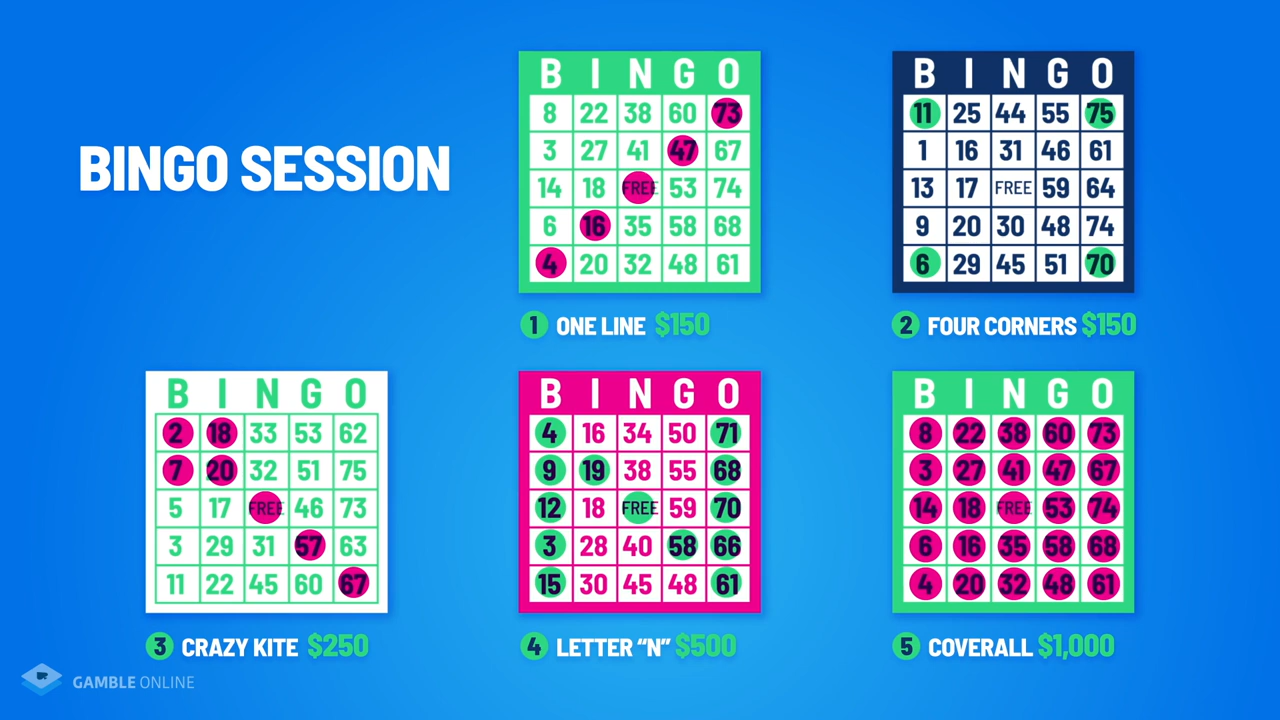 BINGO SESSION
B I N G O
8 22 38 60 73
3 27 41 47 67
14 18 FREE 53 74
6 16 35 58 68
4 20 32 48 61
1 ONE LINE $150
B I N G O
11 25 44 55 75
1 16 31 46 61
13 17 FREE 59 64
9 20 30 48 74
6 29 45 51 70
2 FOUR CORNERS $150
B I N G O
2 18 33 53 62
7 20 32 51 75
5 17 FREE 46 73
3 29 31 57 63
11 22 45 60 67
3 CRAZY KITE $250
B I N G O
4 16 34 50 71
9 19 38 55 68
12 18 FREE 59 70
3 28 40 58 66
15 30 45 48 61
4 LETTER “N” $500
B I N G O
8 22 38 60 73
3 27 41 47 67
14 18 FREE 53 74
6 16 35 58 68
4 20 32 48 61
5 COVERALL $1,000
GAMBLE ONLINE